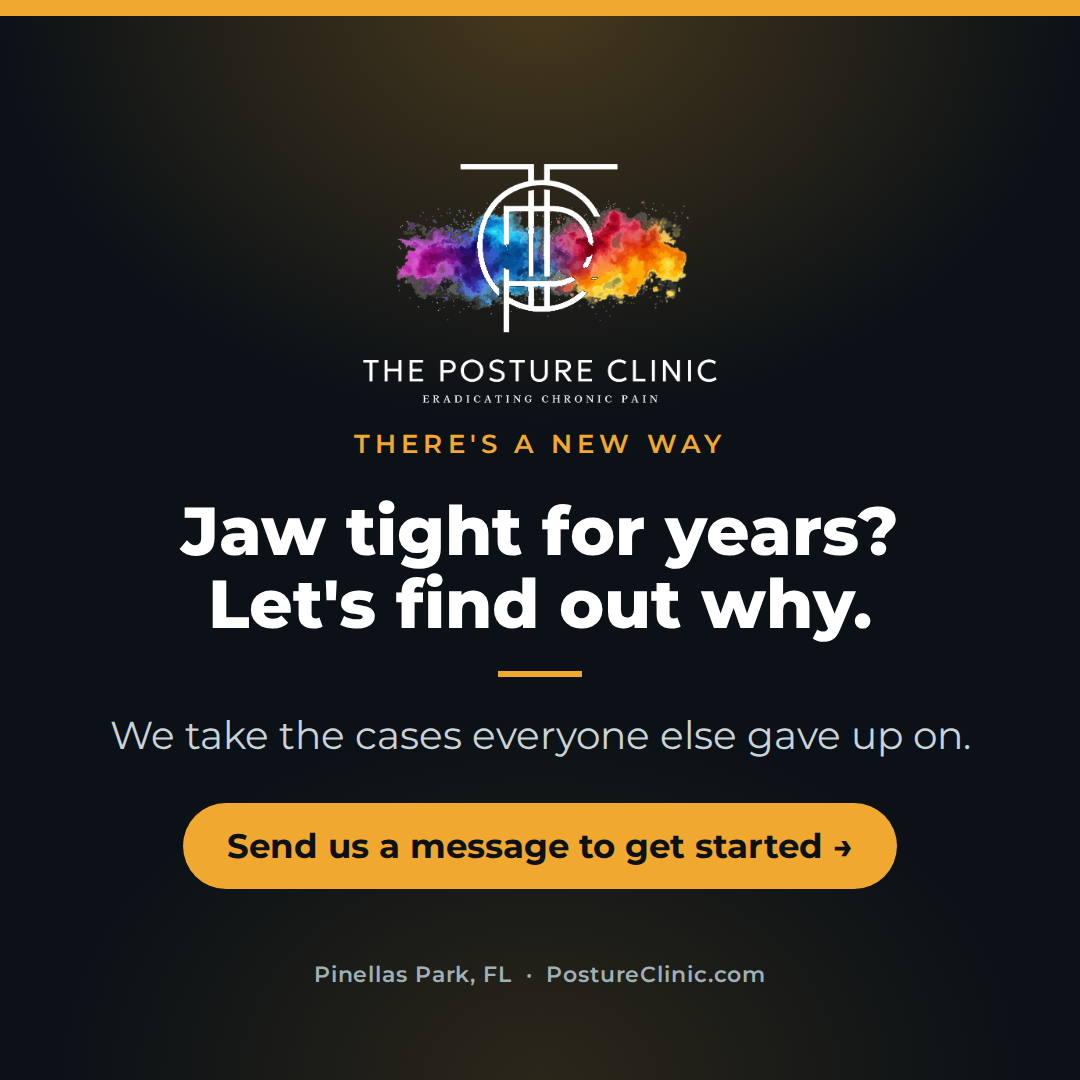 THE POSTURE CLINIC
ERADICATING CHRONIC PAIN
THERE'S A NEW WAY
Jaw tight for years?
Let's find out why.
We take the cases everyone else gave up on.
Send us a message to get started →
Pinellas Park, FL · PostureClinic.com